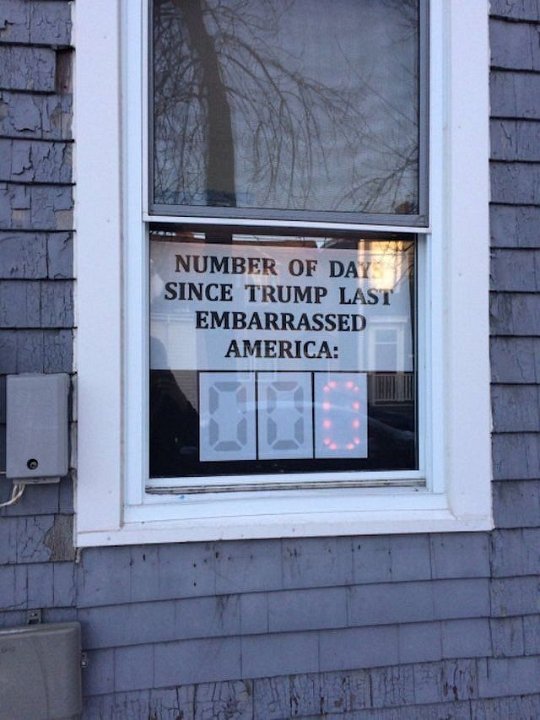 NUMBER OF DAYS
SINCE TRUMP LAST
EMBARRASSED
AMERICA:
000